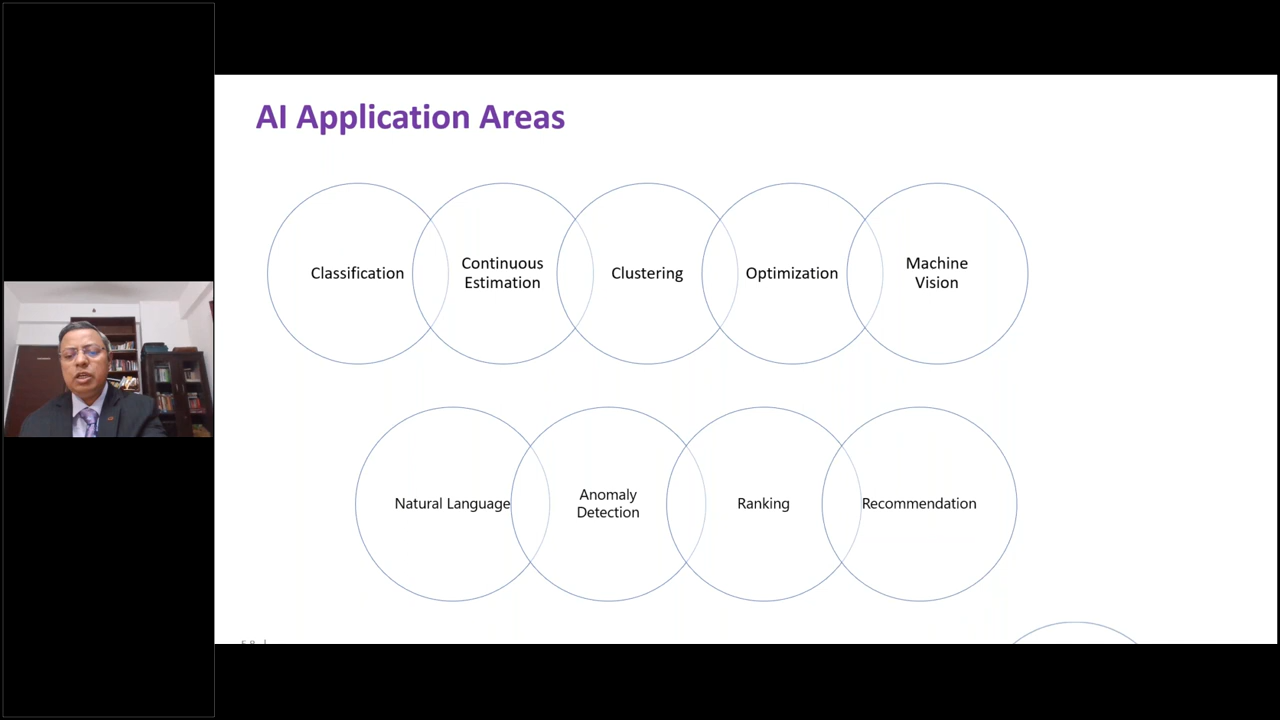 AI Application Areas
Classification
Continuous
Estimation
Clustering
Optimization
Machine
Vision
Natural Language
Anomaly
Detection
Ranking
Recommendation